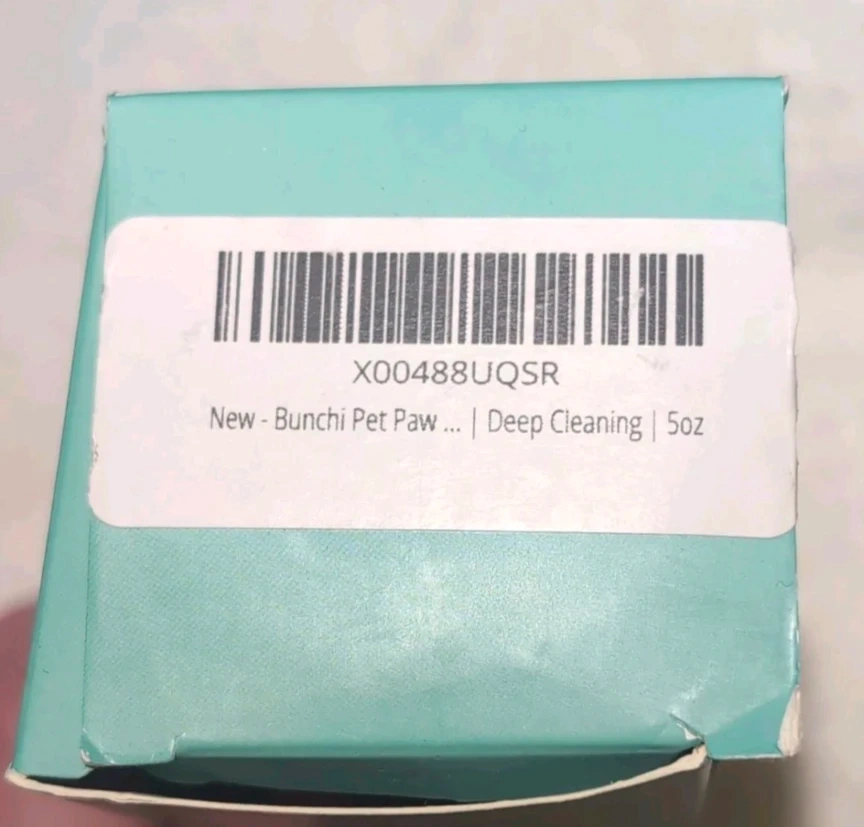 X00488UQSR
New - Bunchi Pet Paw ... | Deep Cleaning | 5oz